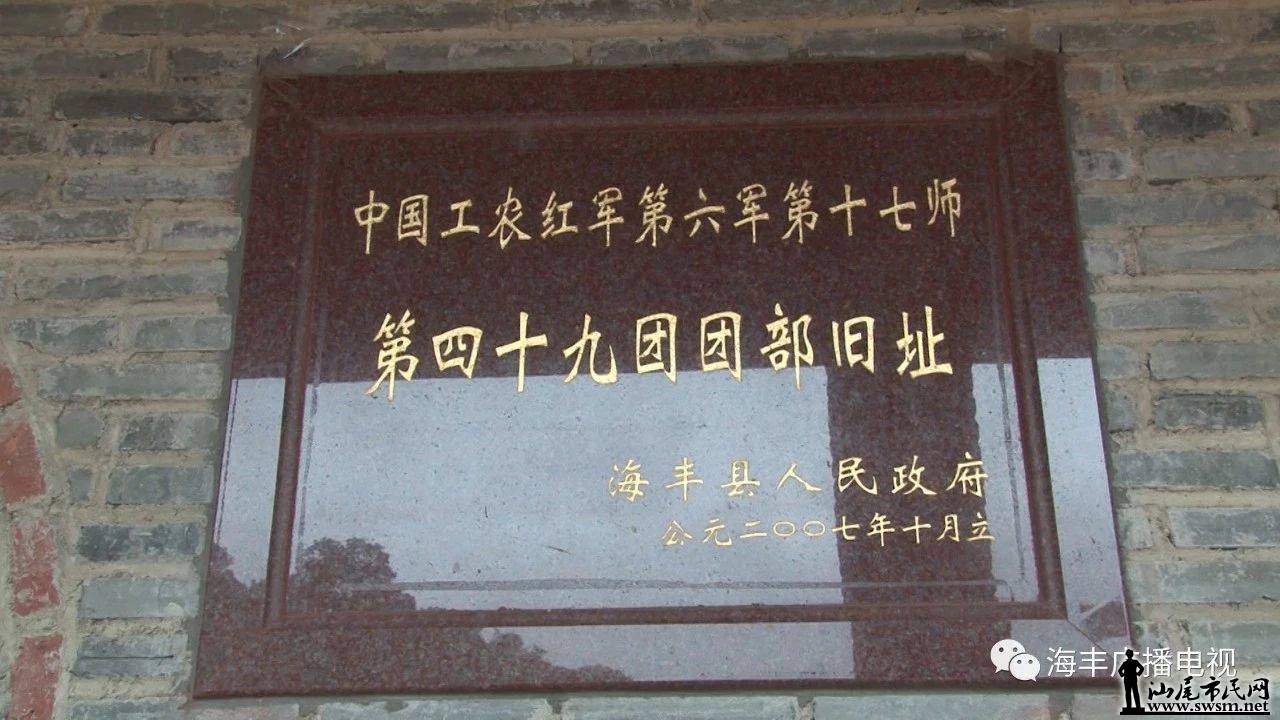 中国工农红军第六军第十七师
第四十九团团部旧址
海丰县人民政府
公元二〇〇七年十月立
海丰广播电视
汕尾市民网
www.swsm.net